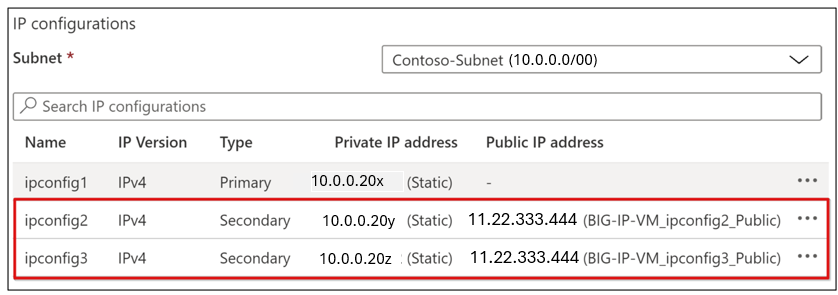 IP configurations
Subnet * Contoso-Subnet (10.0.0.0/00)
Search IP configurations
Name IP Version Type Private IP address Public IP address
ipconfig1 IPv4 Primary 10.0.0.20x (Static) -
ipconfig2 IPv4 Secondary 10.0.0.20y (Static) 11.22.333.444 (BIG-IP-VM_ipconfig2_Public)
ipconfig3 IPv4 Secondary 10.0.0.20z (Static) 11.22.333.444 (BIG-IP-VM_ipconfig3_Public)